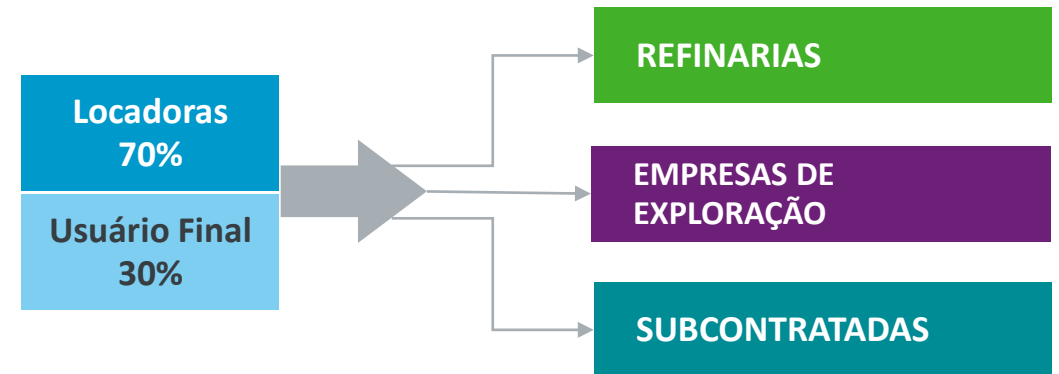 Locadoras
70%
Usuário Final
30%
REFINARIAS
EMPRESAS DE
EXPLORAÇÃO
SUBCONTRATADAS